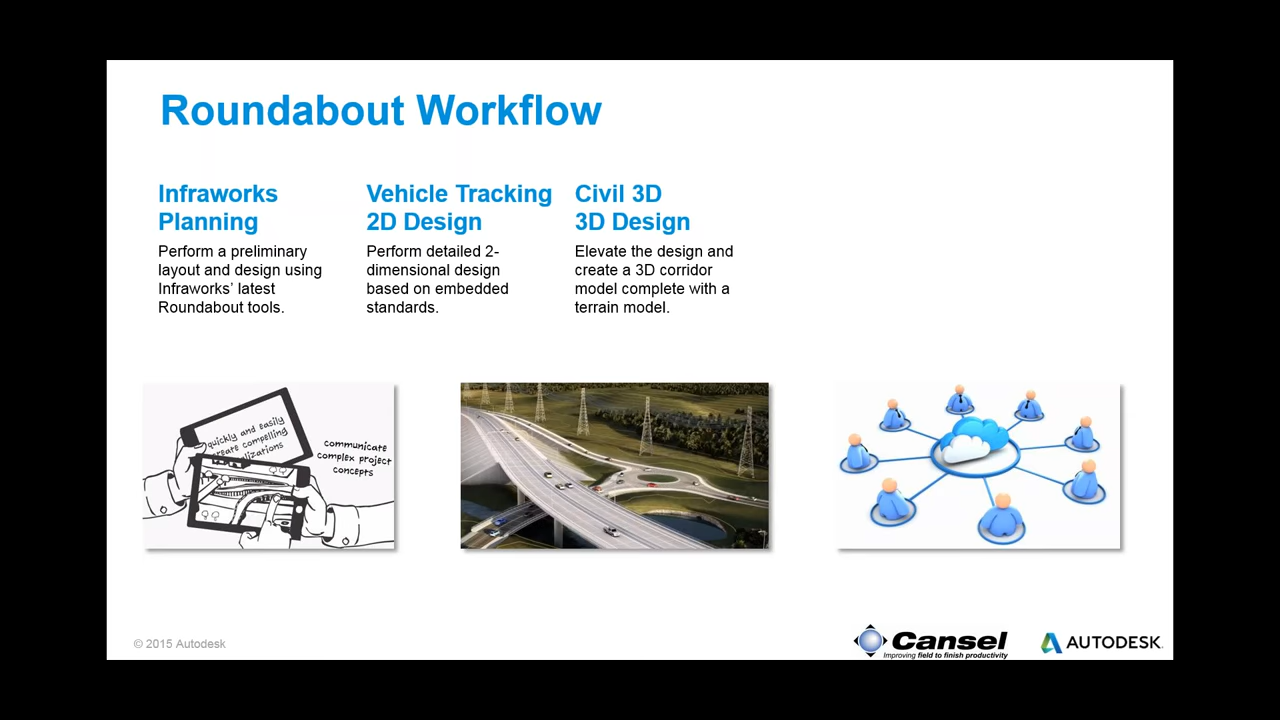 Roundabout Workflow
Infraworks
Planning
Perform a preliminary
layout and design using
Infraworks’ latest
Roundabout tools.
Vehicle Tracking
2D Design
Perform detailed 2-
dimensional design
based on embedded
standards.
Civil 3D
3D Design
Elevate the design and
create a 3D corridor
model complete with a
terrain model.
quickly and easily
create compelling
communicate
complex project
concepts
© 2015 Autodesk
Cansel
Improving field to finish productivity
AUTODESK.